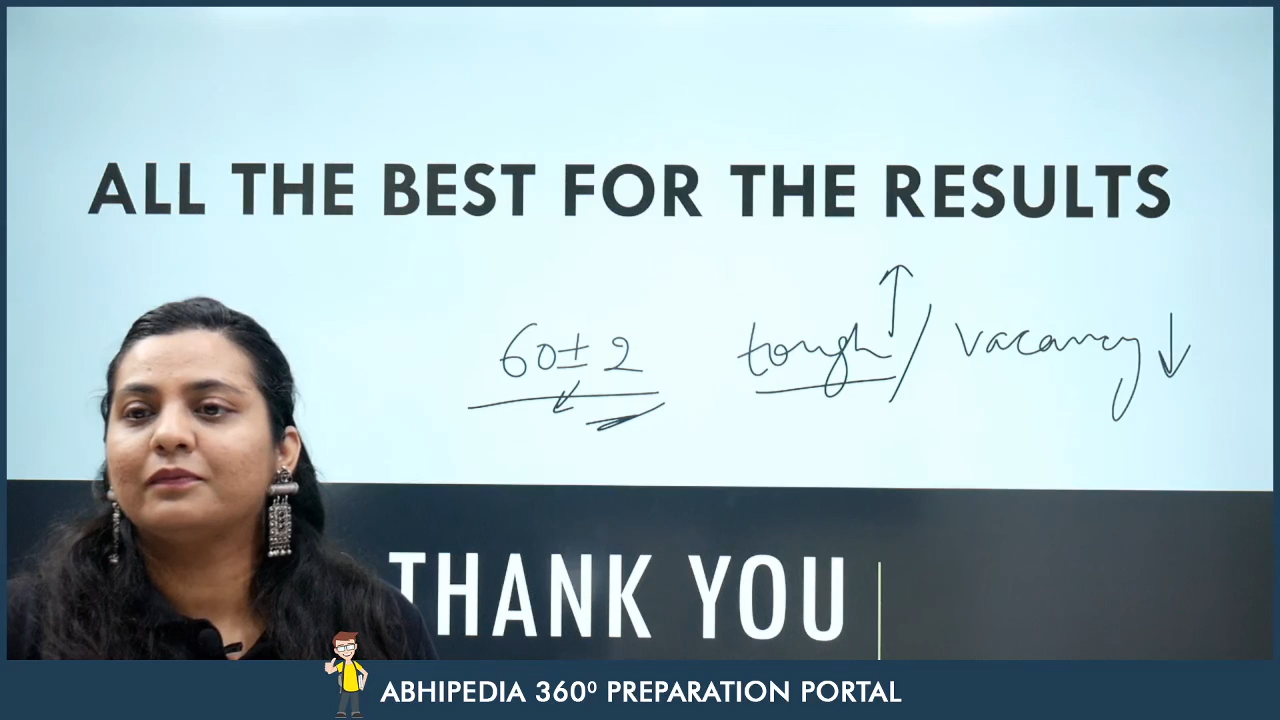 ALL THE BEST FOR THE RESULTS
60±2 tough↑/ vacancy↓
THANK YOU
ABHIPEDIA 360⁰ PREPARATION PORTAL